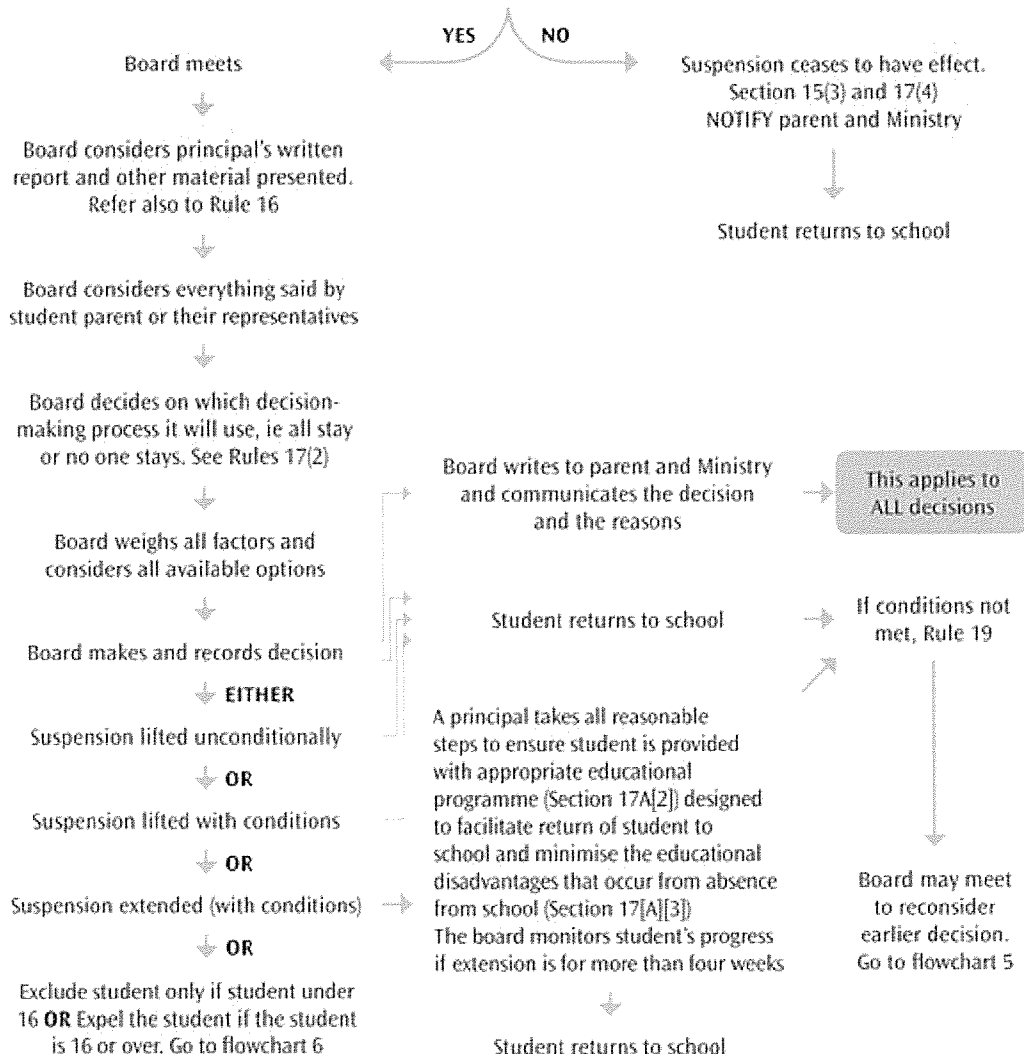 YES NO
Board meets
Suspension ceases to have effect.
Section 15(3) and 17(4)
NOTIFY parent and Ministry
Student returns to school
Board considers principal's written
report and other material presented.
Refer also to Rule 16
Board considers everything said by
student parent or their representatives
Board decides on which decision-
making process it will use, ie all stay
or no one stays. See Rules 17(2)
Board weighs all factors and
considers all available options
Board makes and records decision
EITHER
Suspension lifted unconditionally
OR
Suspension lifted with conditions
OR
Suspension extended (with conditions)
OR
Exclude student only if student under
16 OR Expel the student if the student
is 16 or over. Go to flowchart 6
Board writes to parent and Ministry
and communicates the decision
and the reasons
This applies to
ALL decisions
Student returns to school
If conditions not
met, Rule 19
A principal takes all reasonable
steps to ensure student is provided
with appropriate educational
programme (Section 17A[2]) designed
to facilitate return of student to
school and minimise the educational
disadvantages that occur from absence
from school (Section 17[A][3])
The board monitors student's progress
if extension is for more than four weeks
Student returns to school
Board may meet
to reconsider
earlier decision.
Go to flowchart 5